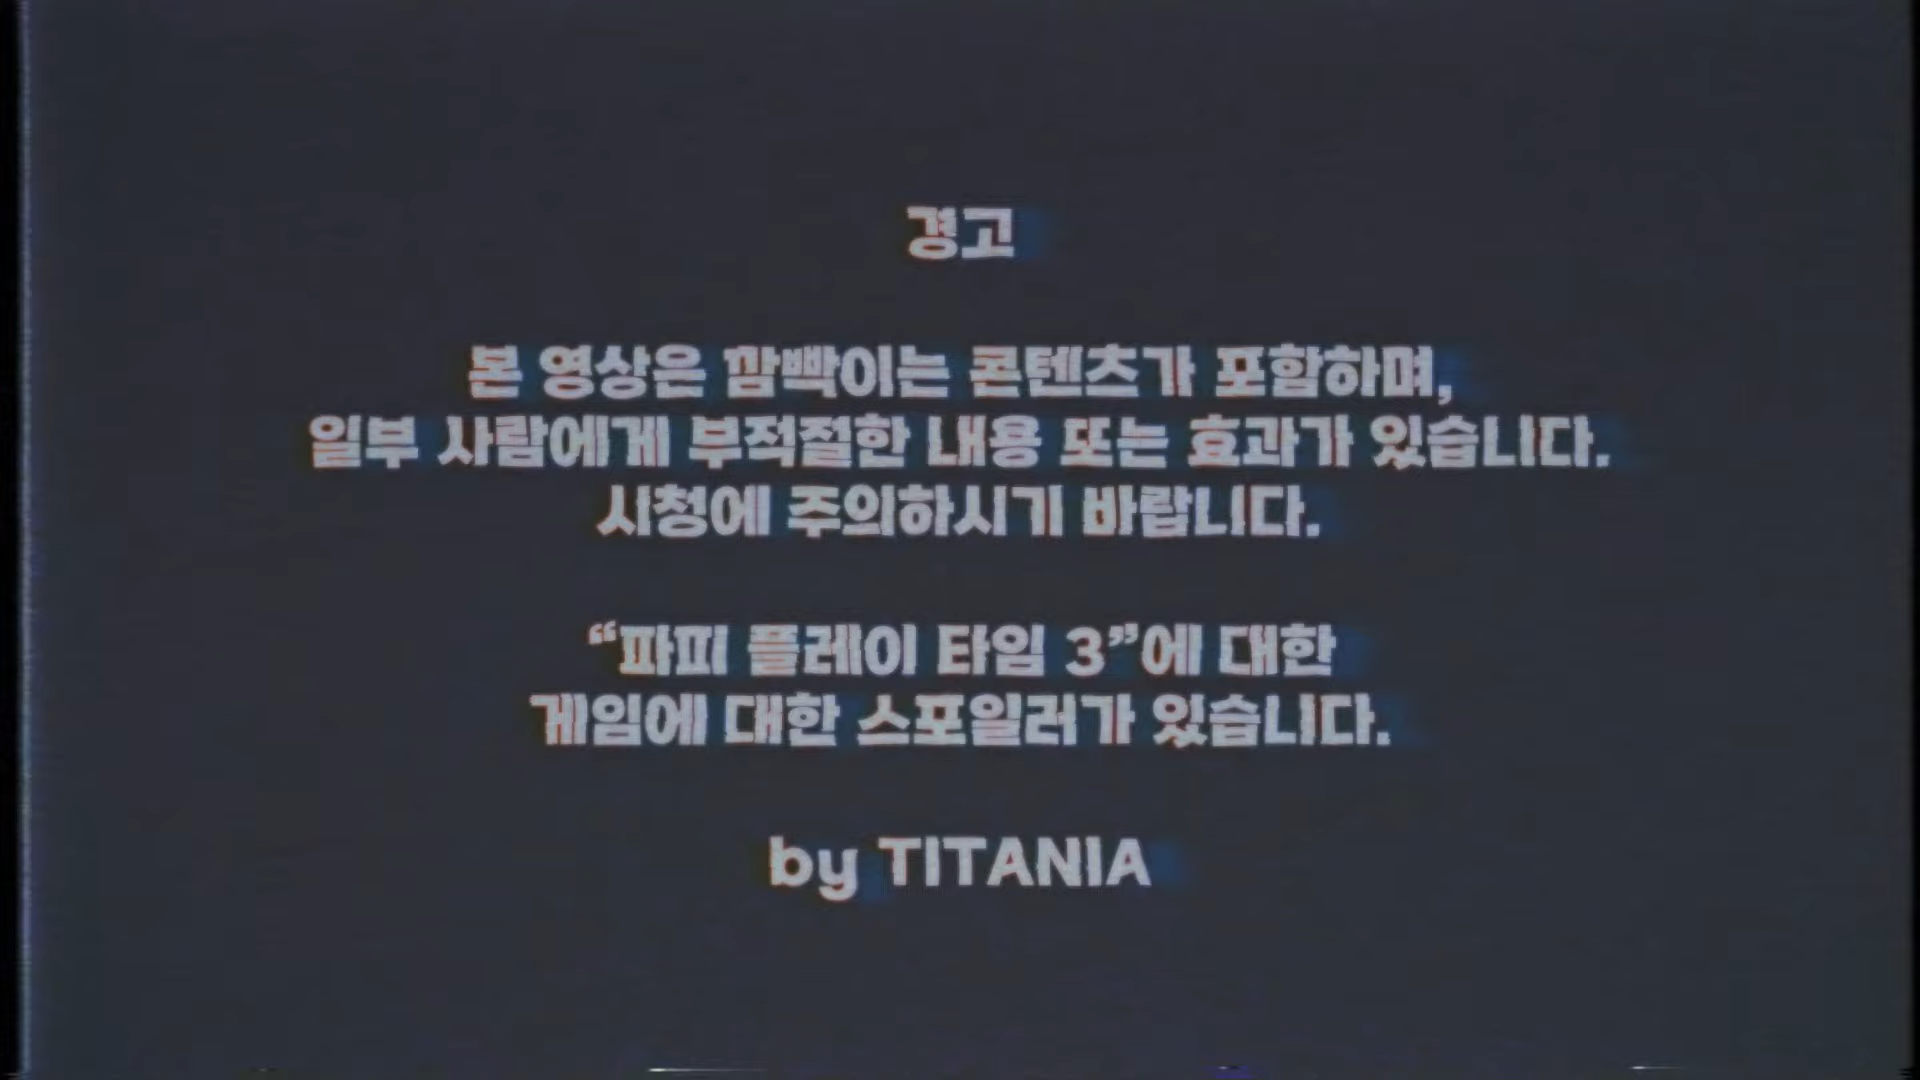 경고
본 영상은 깜빡이는 콘텐츠가 포함하며,
일부 사람에게 부적절한 내용 또는 효과가 있습니다.
시청에 주의하시기 바랍니다.
“파피 플레이 타임 3”에 대한
게임에 대한 스포일러가 있습니다.
by TITANIA